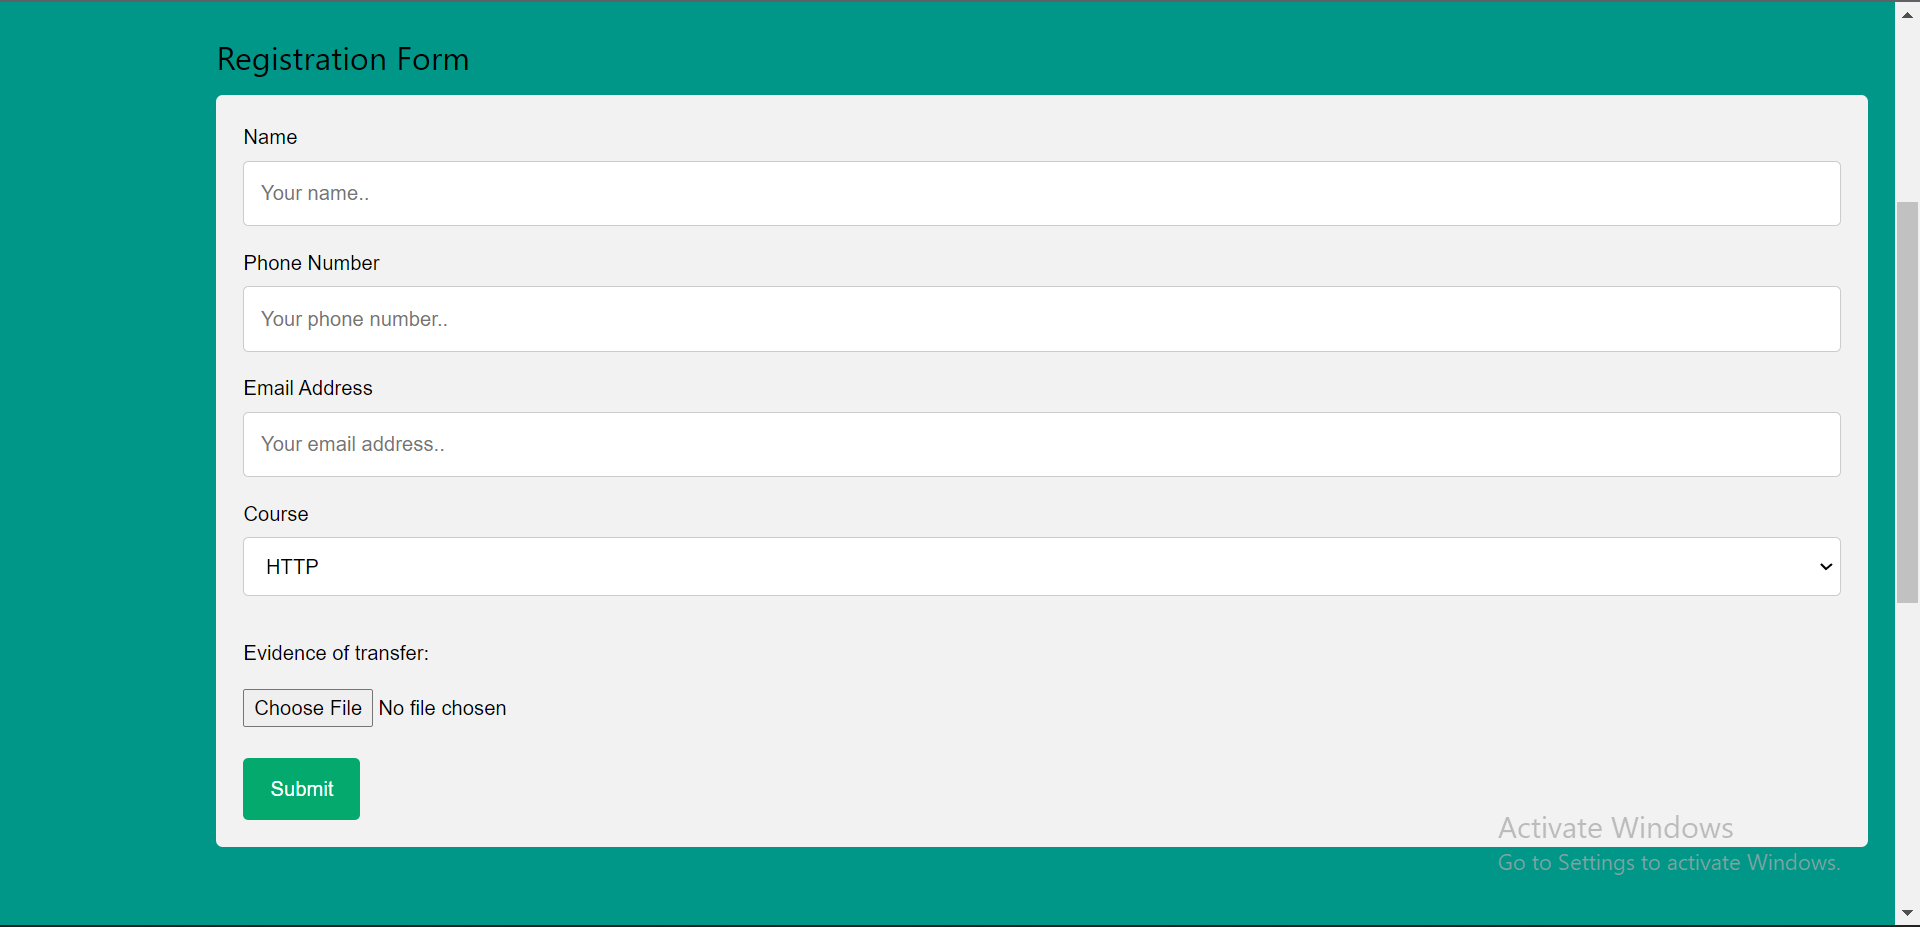 Registration Form
Name
Your name..
Phone Number
Your phone number..
Email Address
Your email address..
Course
HTTP
Evidence of transfer:
Choose File No file chosen
Submit
Activate Windows
Go to Settings to activate Windows.